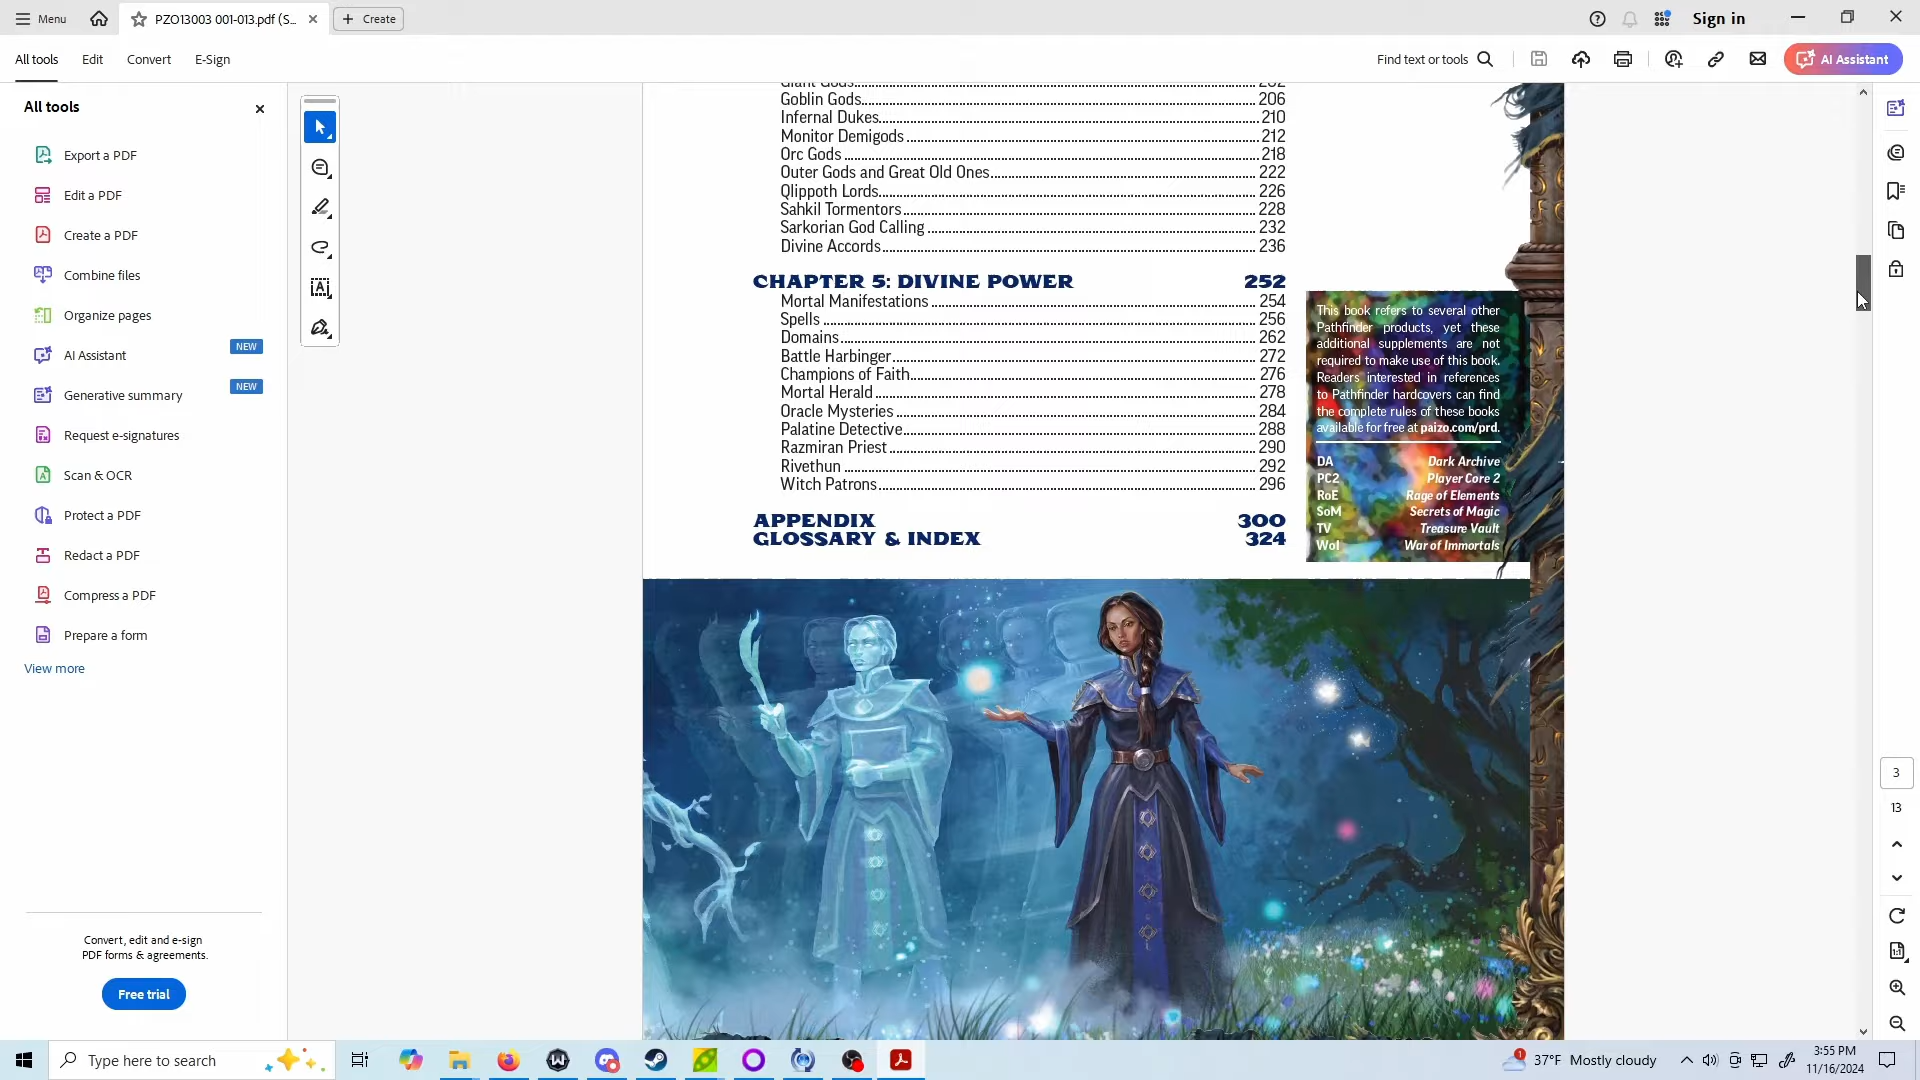 Menu
PZO13003 001-013.pdf (S...
Create
Sign in
All tools
Edit
Convert
E-Sign
Find text or tools
AI Assistant
All tools
Export a PDF
Edit a PDF
Create a PDF
Combine files
Organize pages
AI Assistant
NEW
Generative summary
NEW
Request e-signatures
Scan & OCR
Protect a PDF
Redact a PDF
Compress a PDF
Prepare a form
View more
Convert, edit and e-sign
PDF forms & agreements.
Free trial
Giant Gods 202
Goblin Gods 206
Infernal Dukes 210
Monitor Demigods 212
Orc Gods 218
Outer Gods and Great Old Ones 222
Qlippoth Lords 226
Sahkil Tormentors 228
Sarkorian God Calling 232
Divine Accords 236
CHAPTER 5: DIVINE POWER 252
Mortal Manifestations 254
Spells 256
Domains 262
Battle Harbinger 272
Champions of Faith 276
Mortal Herald 278
Oracle Mysteries 284
Palatine Detective 288
Razmiran Priest 290
Rivethun 292
Witch Patrons 296
APPENDIX 300
GLOSSARY & INDEX 324
This book refers to several other
Pathfinder products, yet these
additional supplements are not
required to make use of this book.
Readers interested in references
to Pathfinder hardcovers can find
the complete rules of these books
available for free at paizo.com/prd.
DA Dark Archive
PC2 Player Core 2
RoE Rage of Elements
SoM Secrets of Magic
TV Treasure Vault
WoI War of Immortals
3
13
Type here to search
1
37°F Mostly cloudy
3:55 PM
11/16/2024